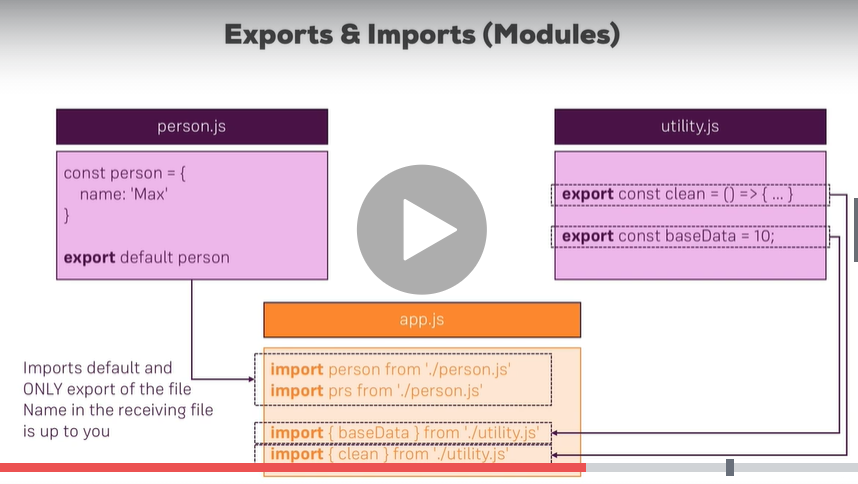 Exports & Imports (Modules)
person.js
const person = {
name: 'Max'
}
export default person
utility.js
export const clean = () => { ... }
export const baseData = 10;
app.js
import person from './person.js'
import prs from './person.js'
import { baseData } from './utility.js'
import { clean } from './utility.js'
Imports default and
ONLY export of the file
Name in the receiving file
is up to you